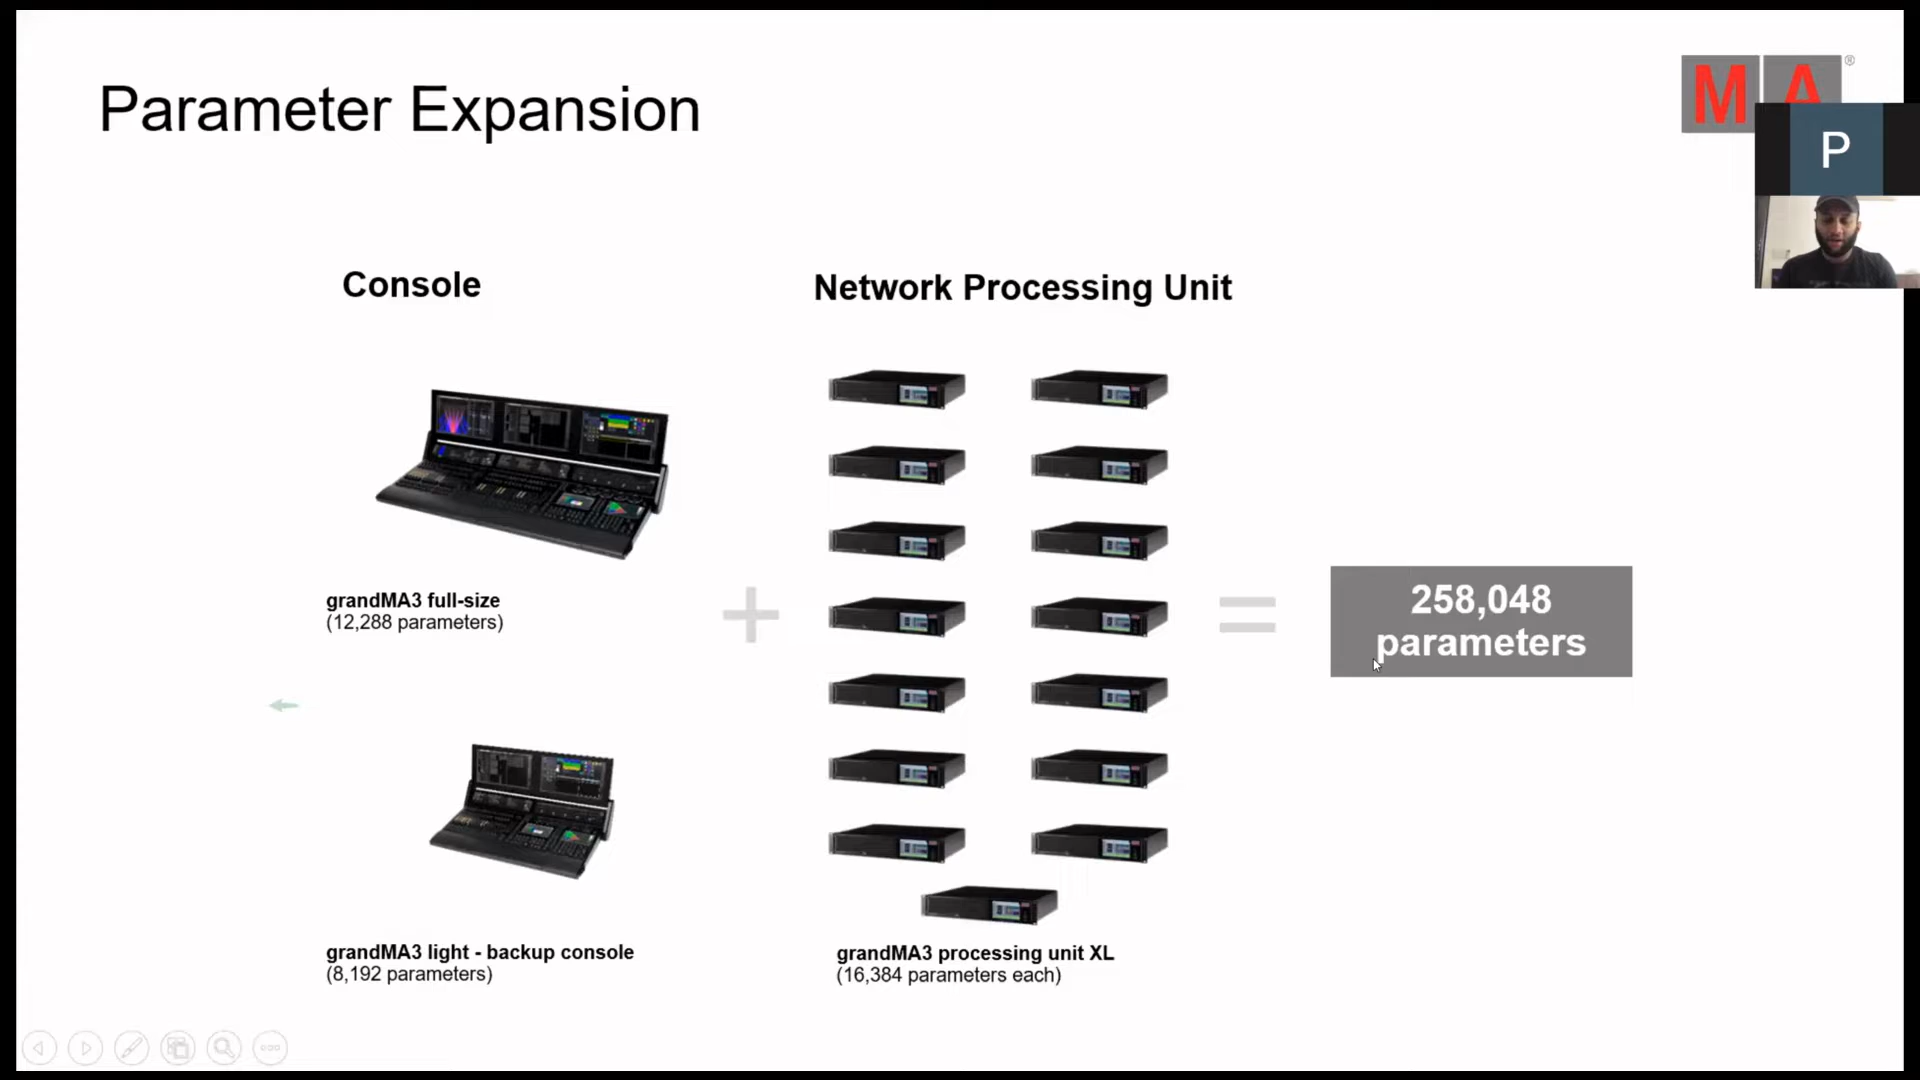 Parameter Expansion
MA®
P
Console
Network Processing Unit
grandMA3 full-size
(12,288 parameters)
258,048
parameters
grandMA3 light - backup console
(8,192 parameters)
grandMA3 processing unit XL
(16,384 parameters each)